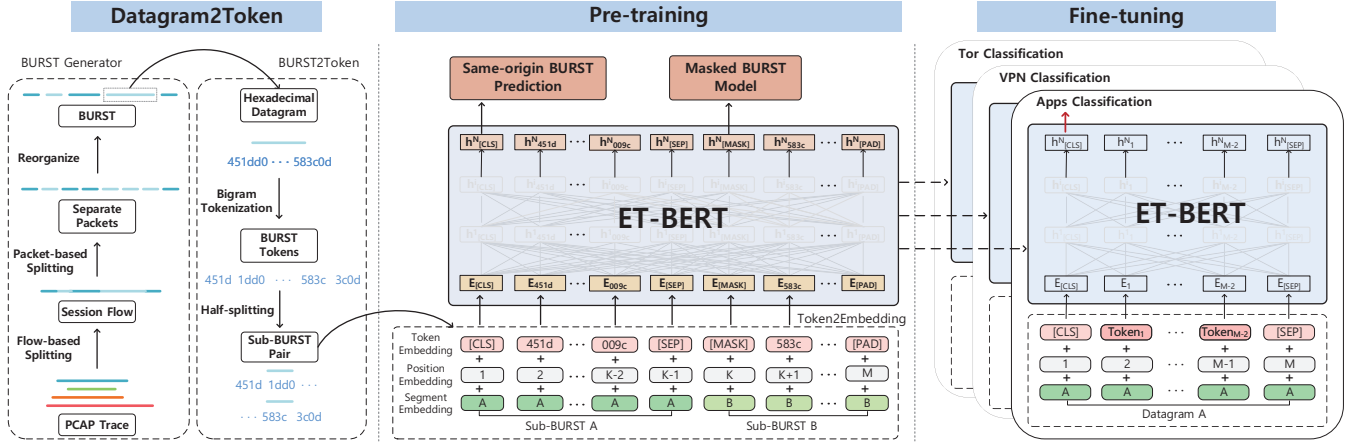 Datagram2Token
Pre-training
Fine-tuning
BURST Generator
BURST2Token
BURST
Reorganize
Separate
Packets
Packet-based
Splitting
Session Flow
Flow-based
Splitting
PCAP Trace
Hexadecimal
Datagram
451dd0 ··· 583c0d
Bigram
Tokenization
BURST
Tokens
451d 1dd0 ··· 583c 3c0d
Half-splitting
Sub-BURST
Pair
451d 1dd0 ···
··· 583c 3c0d
Same-origin BURST
Prediction
Masked BURST
Model
h^N[CLS] h^N451d ··· h^N009c h^N[SEP] h^N[MASK] ··· h^N583c ··· h^N[PAD]
ET-BERT
E[CLS] E451d ··· E009c E[SEP] E[MASK] E583c ··· E[PAD]
Token2Embedding
Token
Embedding
[CLS] 451d ··· 009c [SEP] [MASK] 583c ··· [PAD]
+ + + + + + +
Position
Embedding
1 2 ··· K-2 K-1 K K+1 ··· M
+ + + + + + +
Segment
Embedding
A A ··· A A B B ··· B
Sub-BURST A
Sub-BURST B
Tor Classification
VPN Classification
Apps Classification
h^N[CLS] h^N1 ··· h^NM-2 h^N[SEP]
ET-BERT
E[CLS] E1 ··· EM-2 E[SEP]
[CLS] Token1 ··· TokenM-2 [SEP]
+ + + +
1 2 ··· M-1 M
+ + + +
A A ··· A A
Datagram A